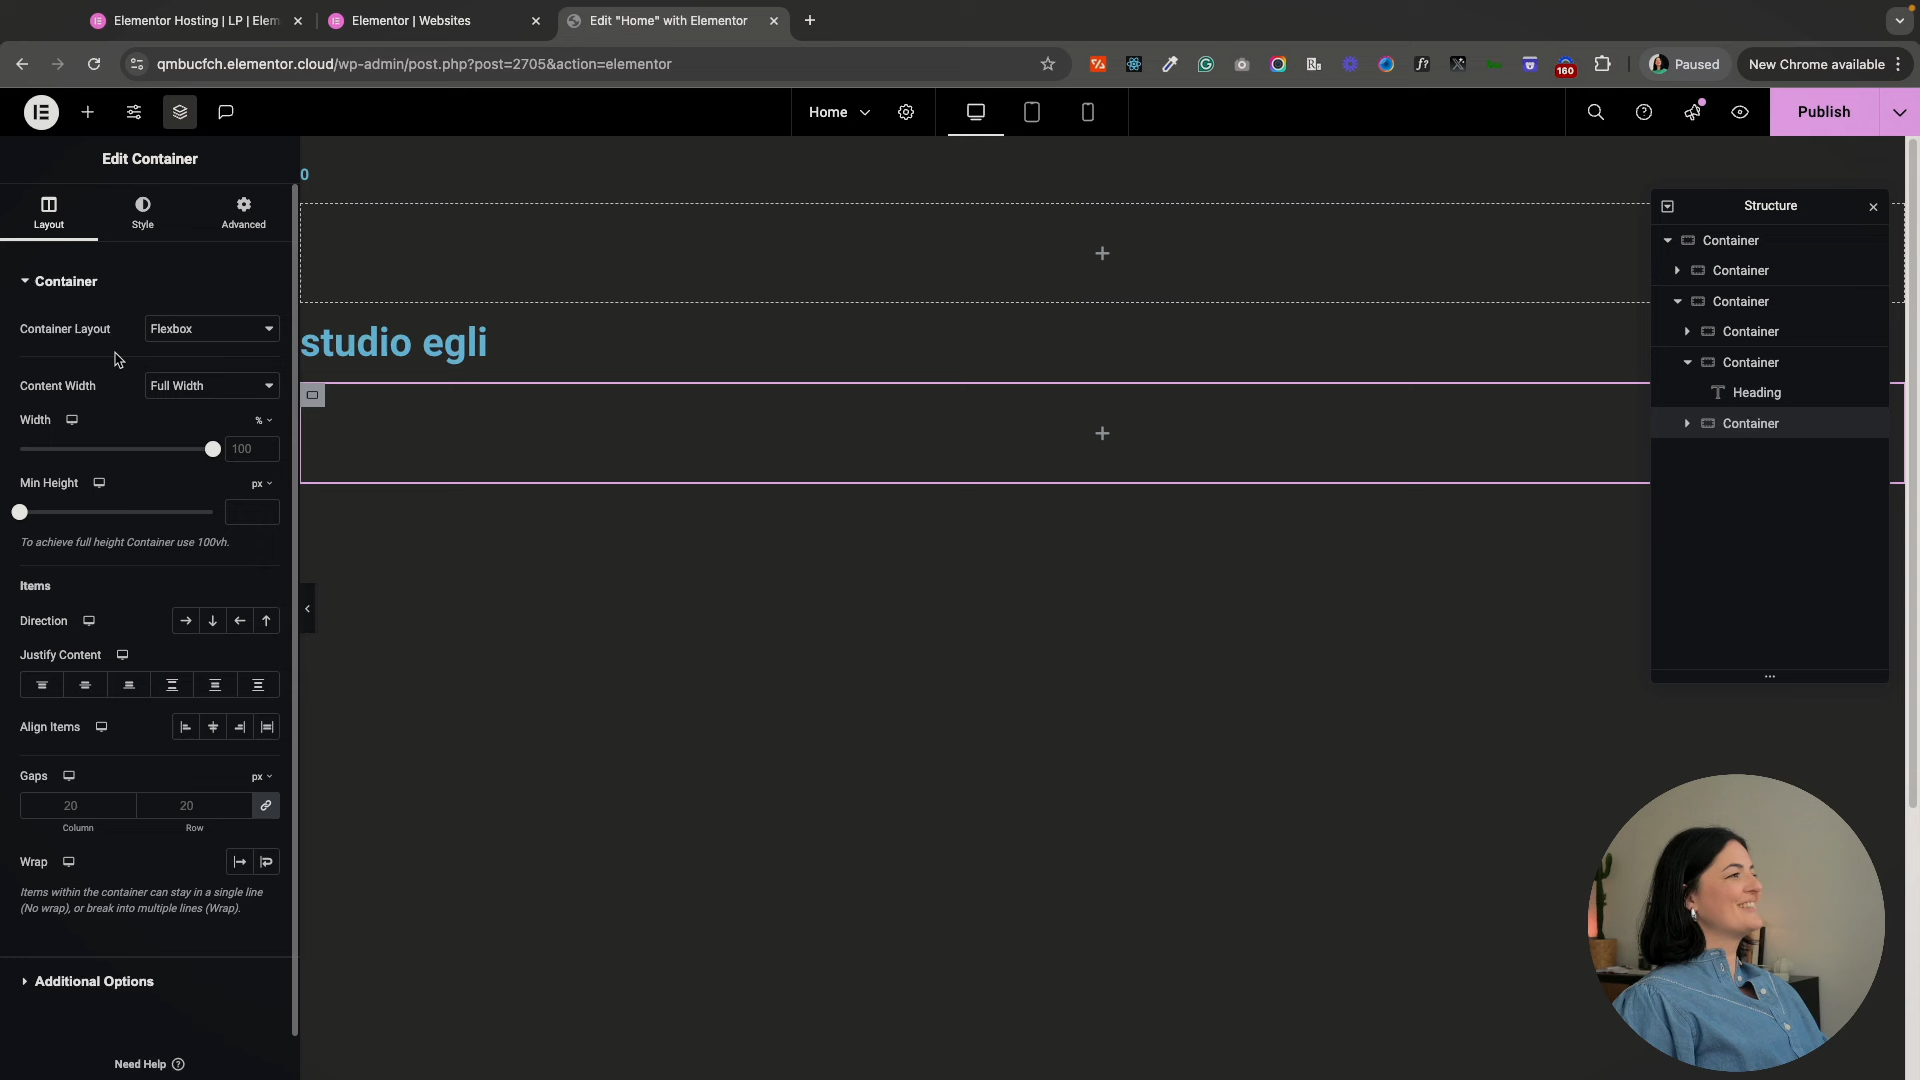 Elementor Hosting | LP | Elem
Elementor | Websites
Edit "Home" with Elementor
qmbucfch.elementor.cloud/wp-admin/post.php?post=2705&action=elementor
160
Paused
New Chrome available
Home
Publish
Edit Container
Layout
Style
Advanced
Container
Container Layout
Flexbox
Content Width
Full Width
Width
%
100
Min Height
px
To achieve full height Container use 100vh.
Items
Direction
Justify Content
Align Items
Gaps
px
20
20
Column
Row
Wrap
Items within the container can stay in a single line
(No wrap), or break into multiple lines (Wrap).
Additional Options
Need Help
0
studio egli
Structure
Container
Container
Container
Container
Container
Heading
Container